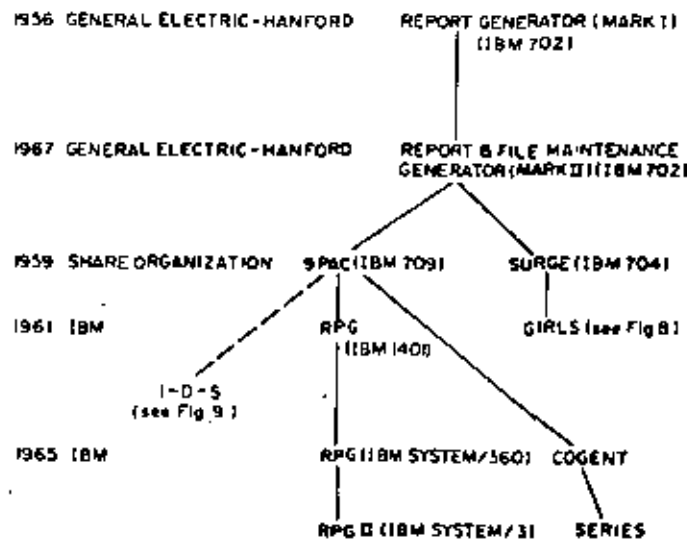 1956 GENERAL ELECTRIC-HANFORD REPORT GENERATOR (MARK I)
(IBM 702)
1967 GENERAL ELECTRIC-HANFORD REPORT & FILE MAINTENANCE
GENERATOR (MARK II) (IBM 702)
1959 SHARE ORGANIZATION 9PAC (IBM 709) SURGE (IBM 704)
1961 IBM RPG GIRLS (see Fig 8)
(IBM 1401)
I-D-S
(see Fig 9.)
1965 IBM RPG (IBM SYSTEM/360) COGENT
RPG II (IBM SYSTEM/3) SERIES